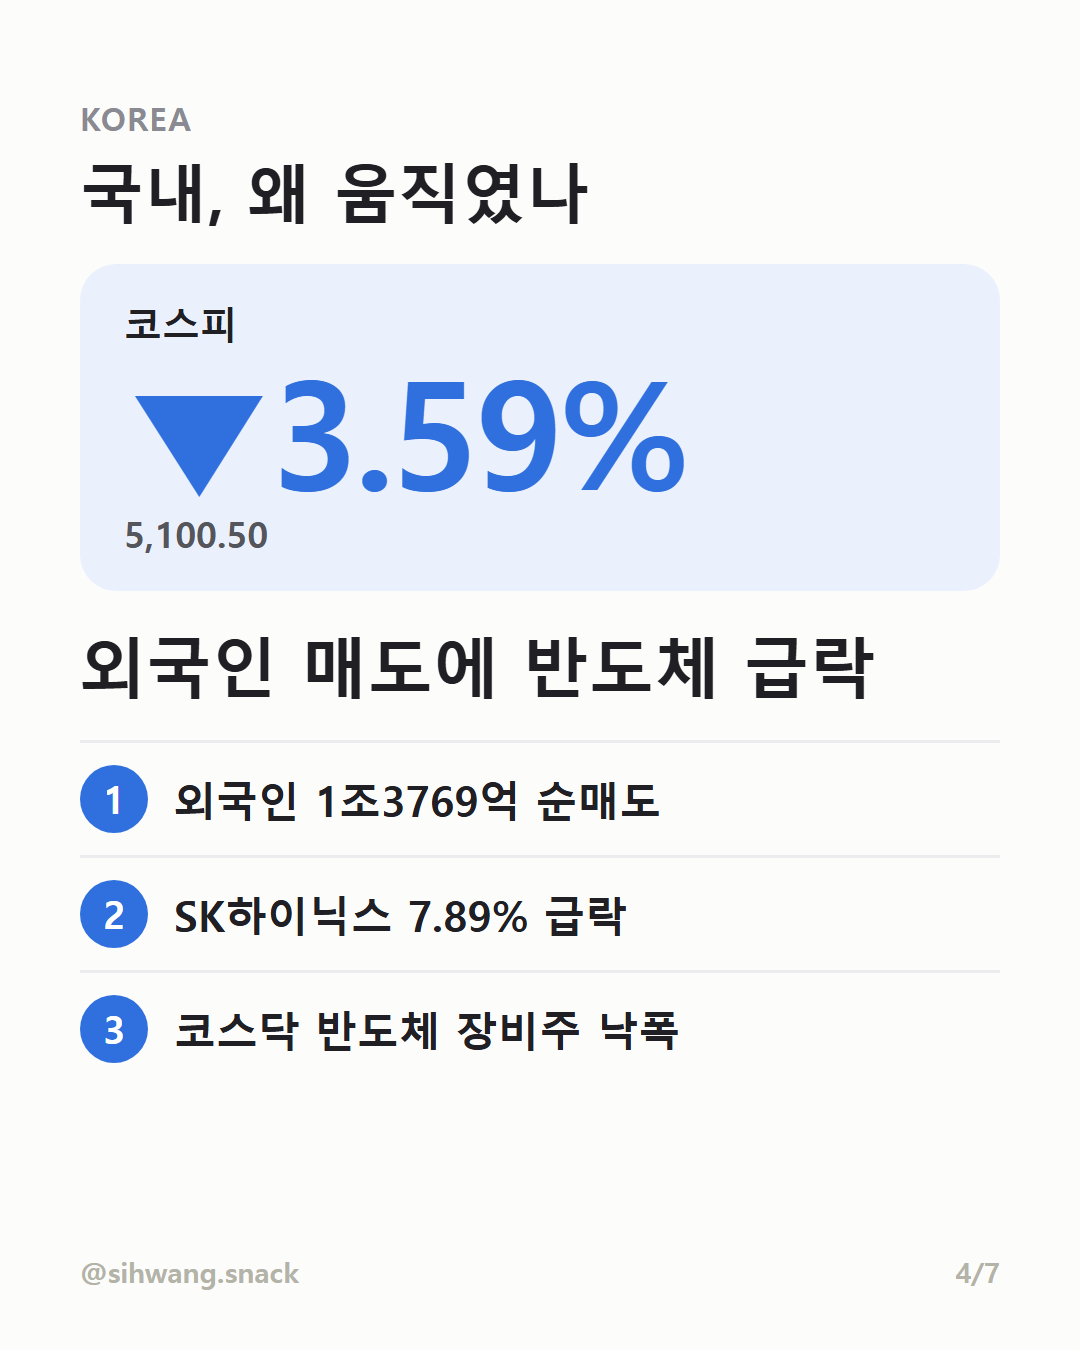 KOREA
국내, 왜 움직였나
코스피
▼3.59%
5,100.50
외국인 매도에 반도체 급락
1 외국인 1조3769억 순매도
2 SK하이닉스 7.89% 급락
3 코스닥 반도체 장비주 낙폭
@sihwang.snack
4/7